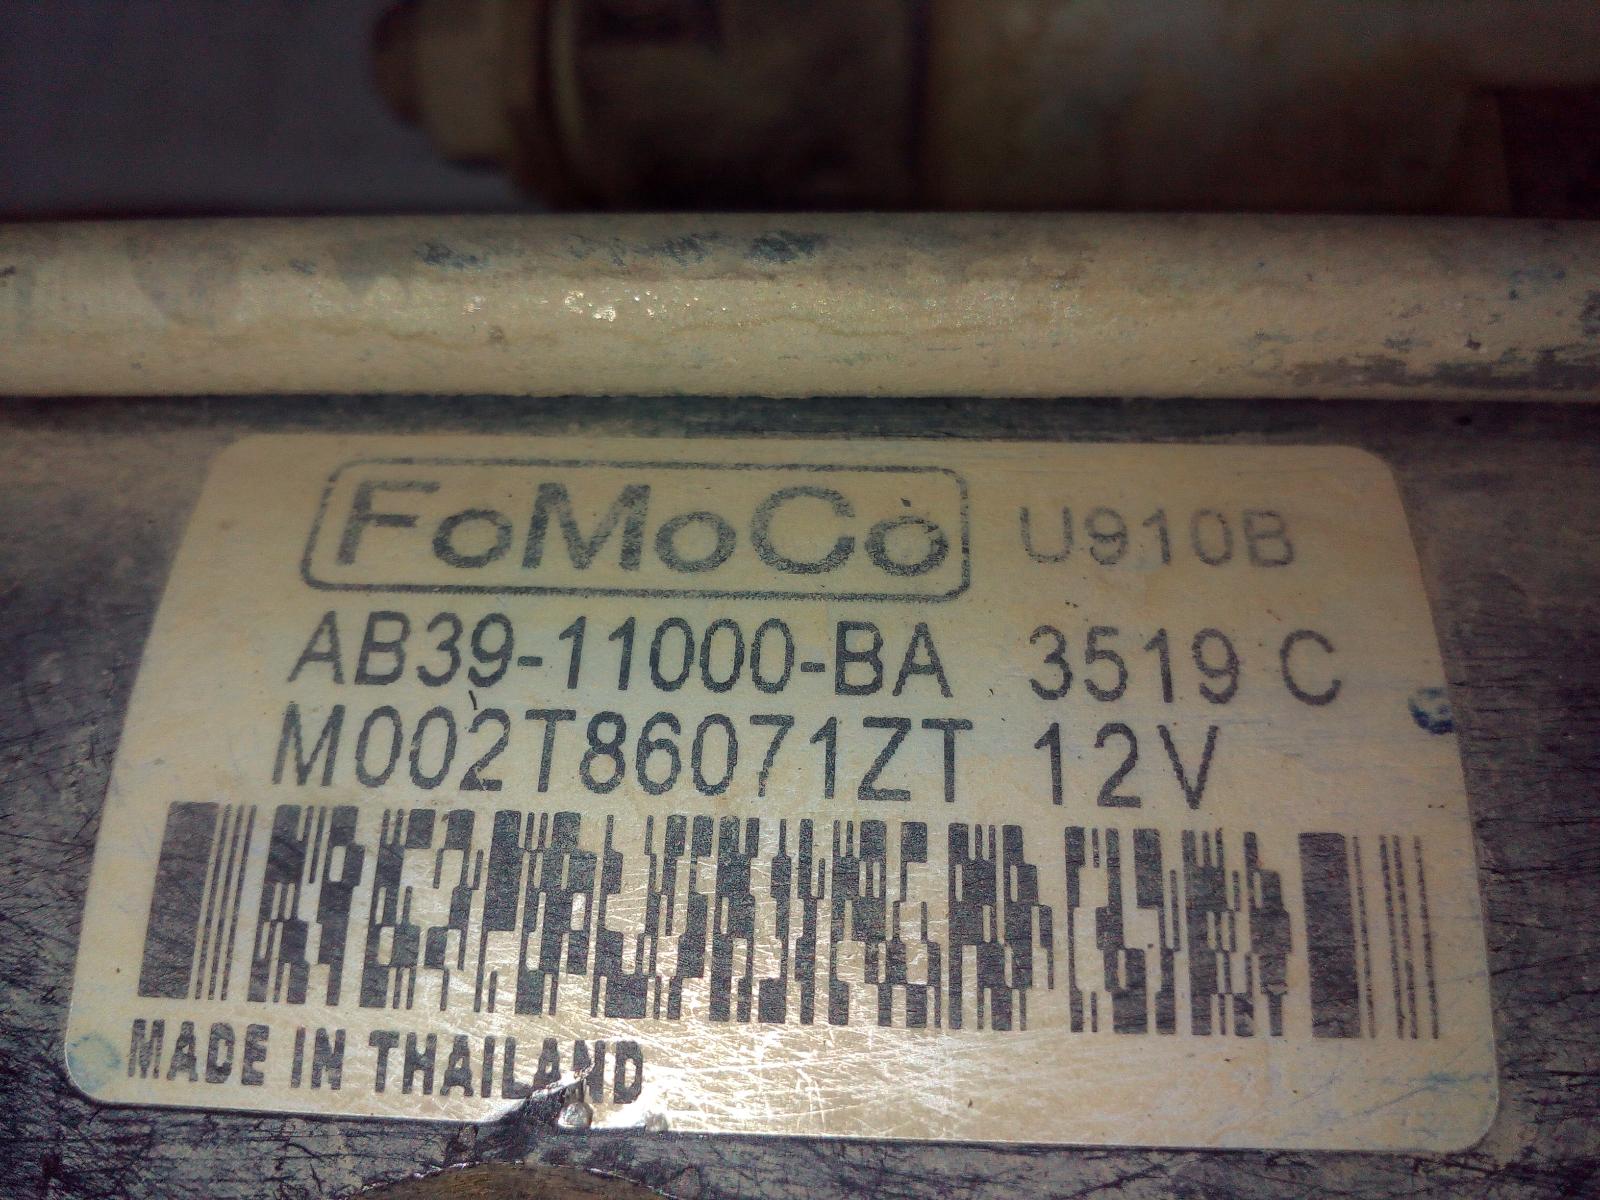 FoMoCo U910B
AB39-11000-BA 3519 C
M002T86071ZT 12V
MADE IN THAILAND